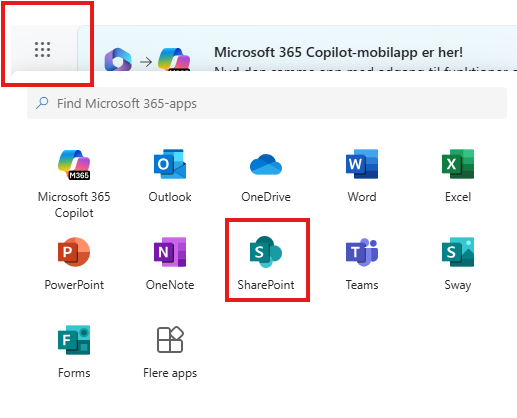 Microsoft 365 Copilot-mobilapp er her!
Nyd den samme app med adgang til funktioner
Find Microsoft 365-apps
M365
Microsoft 365
Copilot
Outlook
OneDrive
Word
Excel
PowerPoint
OneNote
SharePoint
Teams
Sway
Forms
Flere apps